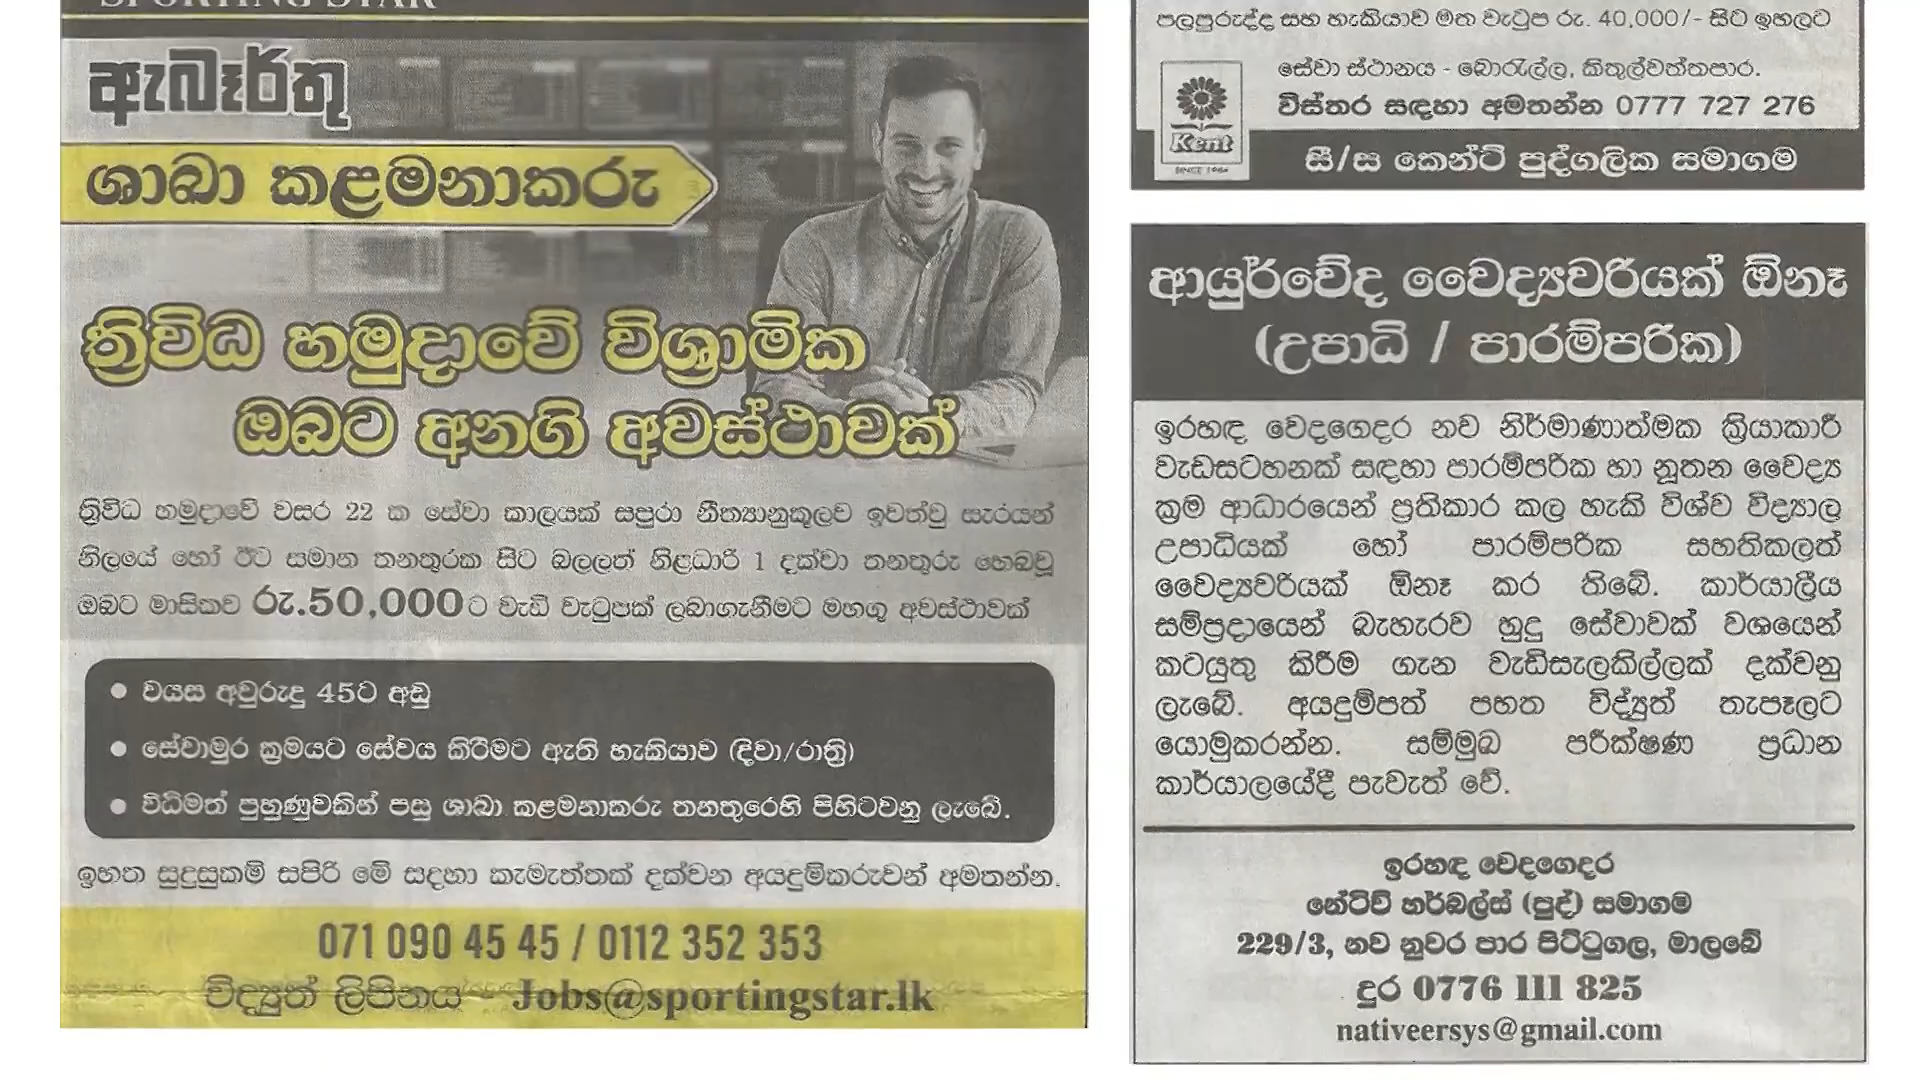 SPORTING STAR
ඇබෑර්තු
ශාඛා කළමනාකරු
ත්‍රිවිධ හමුදාවේ විශ්‍රාමික
ඔබට අනගි අවස්ථාවක්
ත්‍රිවිධ හමුදාවේ වසර 22 ක සේවා කාලයක් සපුරා නීත්‍යානුකූලව ඉවත්වූ සැරයන්
නිලයේ හෝ ඊට සමාන තනතුරක සිට බලලත් නිළධාරී 1 දක්වා තනතුරු හෙබවූ
ඔබට මාසිකව රු.50,000ට වැඩි වැටුපක් ලබාගැනීමට මහගු අවස්ථාවක්
● වයස අවුරුදු 45ට අඩු
● සේවාමුර ක්‍රමයට සේවය කිරීමට ඇති හැකියාව (දිවා/රාත්‍රී)
● විධිමත් පුහුණුවකින් පසු ශාඛා කළමනාකරු තනතුරෙහි පිහිටවනු ලැබේ.
ඉහත සුදුසුකම් සපිරි මේ සදහා කැමැත්තක් දක්වන අයදුම්කරුවන් අමතන්න.
071 090 45 45 / 0112 352 353
විද්‍යුත් ලිපිනය - Jobs@sportingstar.lk
පලපුරුද්ද සහ හැකියාව මත වැටුප රු. 40,000/- සිට ඉහලට
සේවා ස්ථානය - බොරැල්ල, කිතුල්වත්තපාර.
විස්තර සඳහා අමතන්න 0777 727 276
Kent
SINCE 1986
සී/ස කෙන්ට් පුද්ගලික සමාගම
ආයුර්වේද වෛද්‍යවරියක් ඕනෑ
(උපාධි / පාරම්පරික)
ඉරහඳ වෙදගෙදර නව නිර්මාණාත්මක ක්‍රියාකාරී
වැඩසටහනක් සඳහා පාරම්පරික හා නූතන වෛද්‍ය
ක්‍රම ආධාරයෙන් ප්‍රතිකාර කල හැකි විශ්ව විද්‍යාල
උපාධියක් හෝ පාරම්පරික සහතිකලත්
වෛද්‍යවරියක් ඕනෑ කර තිබේ. කාර්යාලීය
සම්ප්‍රදායෙන් බැහැරව හුදු සේවාවක් වශයෙන්
කටයුතු කිරීම ගැන වැඩිසැලකිල්ලක් දක්වනු
ලැබේ. අයදුම්පත් පහත විද්‍යුත් තැපෑලට
යොමුකරන්න. සම්මුඛ පරීක්ෂණ ප්‍රධාන
කාර්යාලයේදී පැවැත් වේ.
ඉරහඳ වෙදගෙදර
නේටිව් හර්බල්ස් (පුද්) සමාගම
229/3, නව නුවර පාර පිට්ටුගල, මාලබේ
දුර 0776 111 825
nativeersys@gmail.com